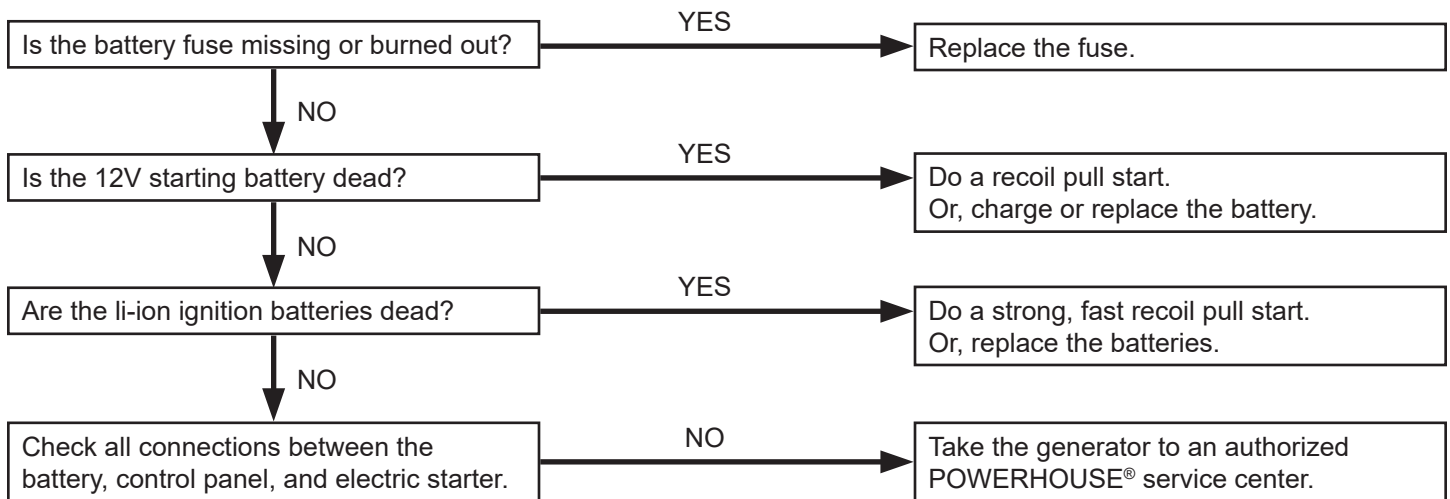 Is the battery fuse missing or burned out?
YES
Replace the fuse.
NO
Is the 12V starting battery dead?
YES
Do a recoil pull start.
Or, charge or replace the battery.
NO
Are the li-ion ignition batteries dead?
YES
Do a strong, fast recoil pull start.
Or, replace the batteries.
NO
Check all connections between the
battery, control panel, and electric starter.
NO
Take the generator to an authorized
POWERHOUSE® service center.